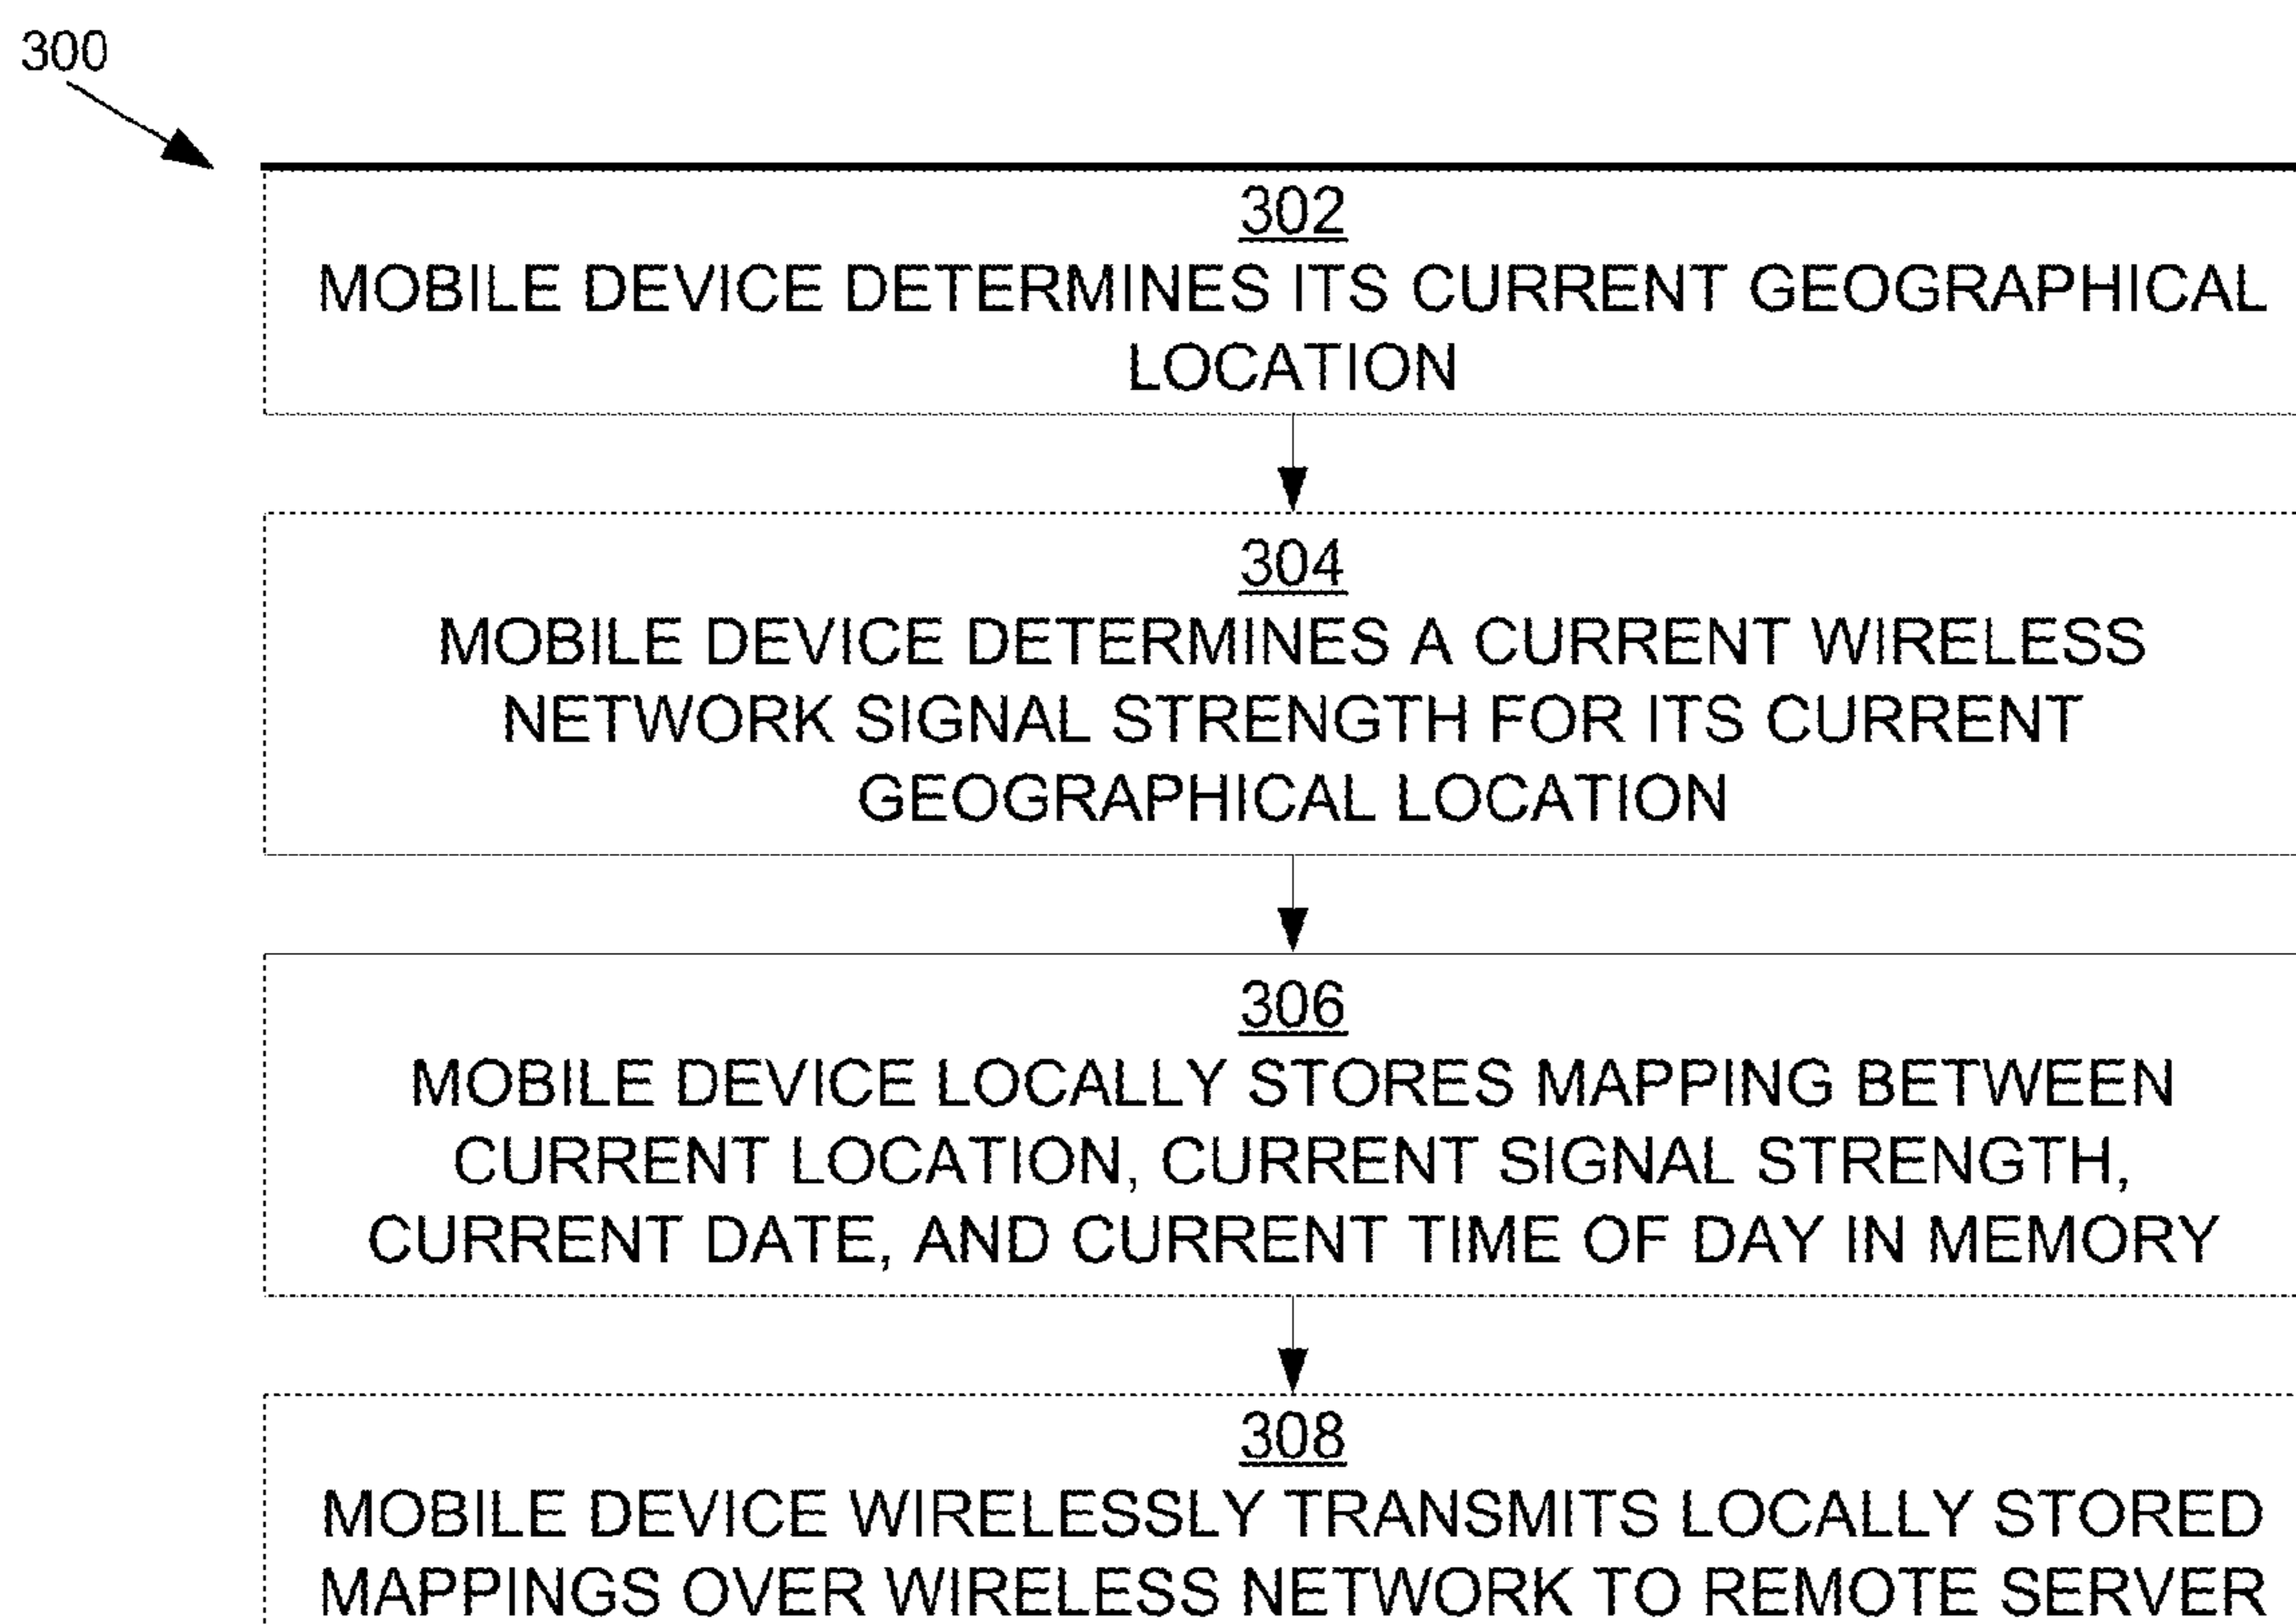 300
302
MOBILE DEVICE DETERMINES ITS CURRENT GEOGRAPHICAL
LOCATION
304
MOBILE DEVICE DETERMINES A CURRENT WIRELESS
NETWORK SIGNAL STRENGTH FOR ITS CURRENT
GEOGRAPHICAL LOCATION
306
MOBILE DEVICE LOCALLY STORES MAPPING BETWEEN
CURRENT LOCATION, CURRENT SIGNAL STRENGTH,
CURRENT DATE, AND CURRENT TIME OF DAY IN MEMORY
308
MOBILE DEVICE WIRELESSLY TRANSMITS LOCALLY STORED
MAPPINGS OVER WIRELESS NETWORK TO REMOTE SERVER